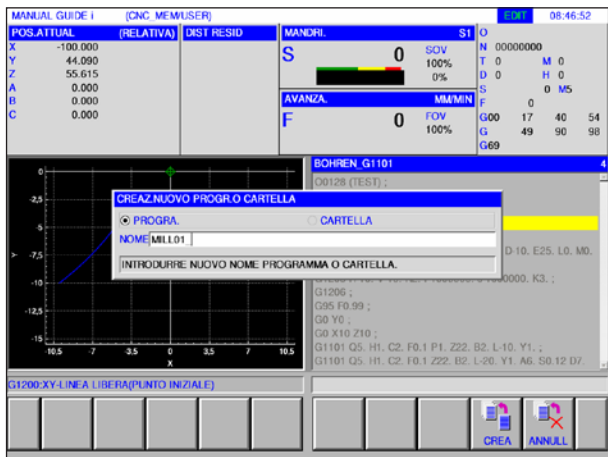 MANUAL GUIDE i (CNC_MEM/USER) EDIT 08:46:52
POS.ATTUAL (RELATIVA) DIST RESID MANDRI. S1 O
X -100.000
Y 44.090
Z 55.615
A 0.000
B 0.000
C 0.000
S 0 SOV
100%
0%
AVANZA. MM/MIN
F 0 FOV
100%
N 00000000
T 0 M 0
D 0 H 0
S 0 M5
F 0
G00 17 40 54
G 49 90 98
G69
BOHREN_G1101 4
O0128 (TEST) ;
0
-2,5
-5
-7,5
-10
-12,5
-15
Y
-10,5 -7 -3,5 0 3,5 7 10,5
X
CREAZ.NUOVO PROGR.O CARTELLA
PROGRA. CARTELLA
NOME MILL01_
INTRODURRE NUOVO NOME PROGRAMMA O CARTELLA.
D-10. E25. L0. M0.
K3. ;
G1206 ;
G95 F0.99 ;
G0 Y0 ;
G0 X10 Z10 ;
G1101 Q5. H1. C2. F0.1 P1. Z22. B2. L-10. Y1. ;
G1101 Q5. H1. C2. F0.1 Z22. B2. L-20. Y1. A6. S0.12 D7.
G1200:XY-LINEA LIBERA(PUNTO INIZIALE)
CREA ANNULL